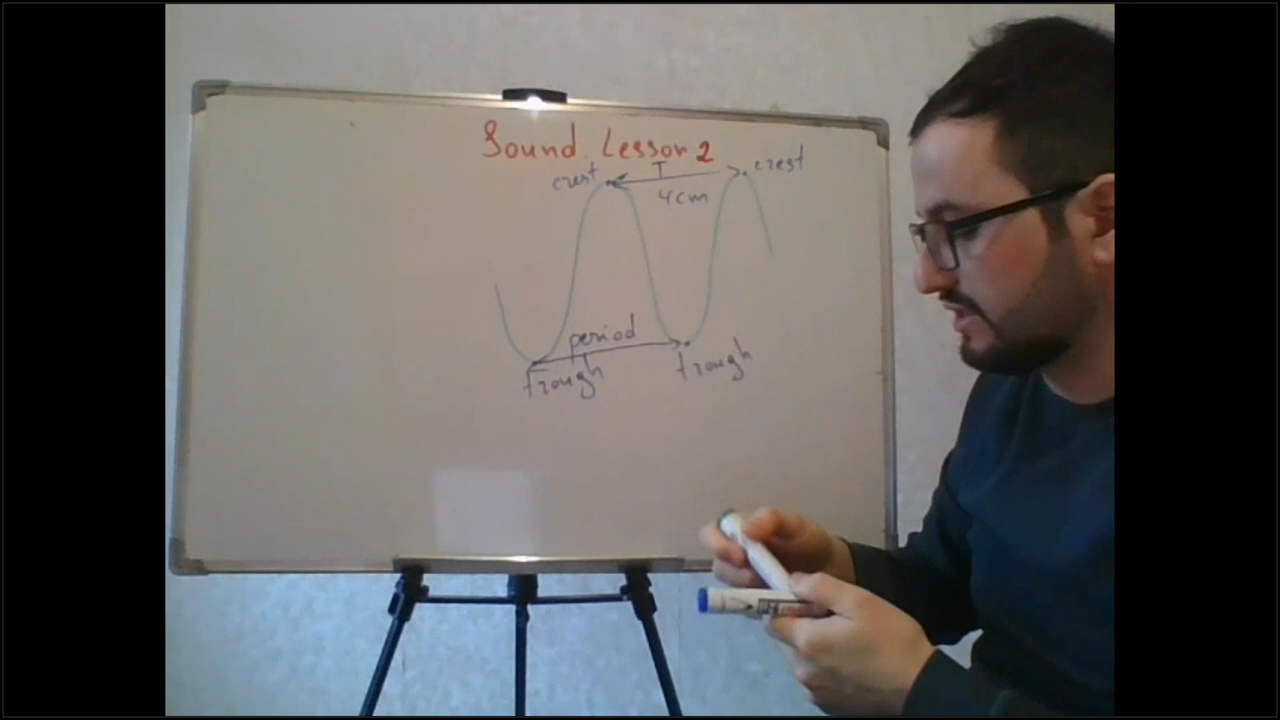 Sound Lesson 2
crest T crest
4cm
period
trough trough